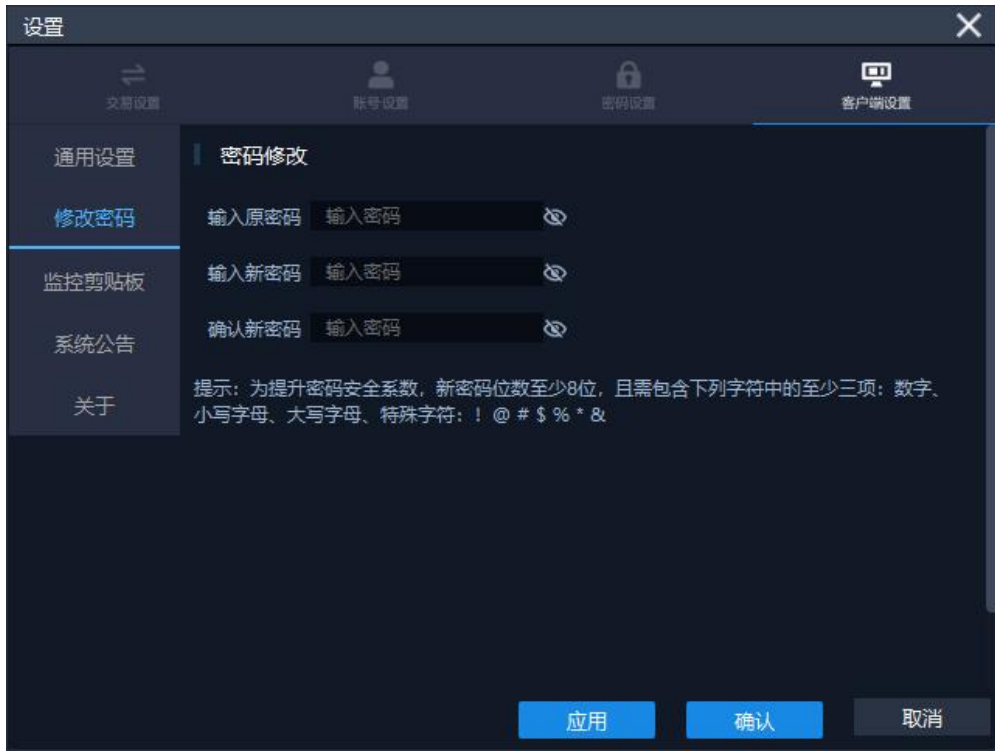 设置
交易设置
账号设置
密码设置
客户端设置
通用设置
修改密码
监控剪贴板
系统公告
关于
密码修改
输入原密码 输入密码
输入新密码 输入密码
确认新密码 输入密码
提示：为提升密码安全系数，新密码位数至少8位，且需包含下列字符中的至少三项：数字、
小写字母、大写字母、特殊字符：! @ # $ % * &
应用
确认
取消